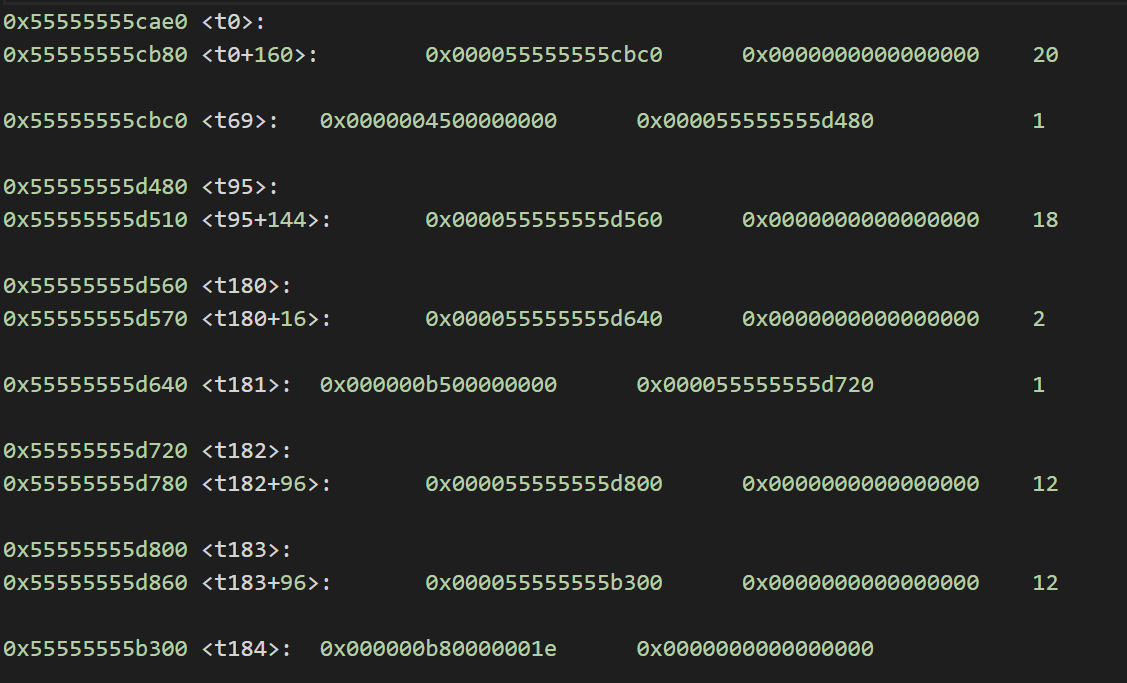 0x55555555cae0 <t0>:
0x55555555cb80 <t0+160>: 0x000055555555cbc0 0x0000000000000000 20
0x55555555cbc0 <t69>: 0x0000004500000000 0x000055555555d480 1
0x55555555d480 <t95>:
0x55555555d510 <t95+144>: 0x000055555555d560 0x0000000000000000 18
0x55555555d560 <t180>:
0x55555555d570 <t180+16>: 0x000055555555d640 0x0000000000000000 2
0x55555555d640 <t181>: 0x000000b500000000 0x000055555555d720 1
0x55555555d720 <t182>:
0x55555555d780 <t182+96>: 0x000055555555d800 0x0000000000000000 12
0x55555555d800 <t183>:
0x55555555d860 <t183+96>: 0x000055555555b300 0x0000000000000000 12
0x55555555b300 <t184>: 0x000000b80000001e 0x0000000000000000